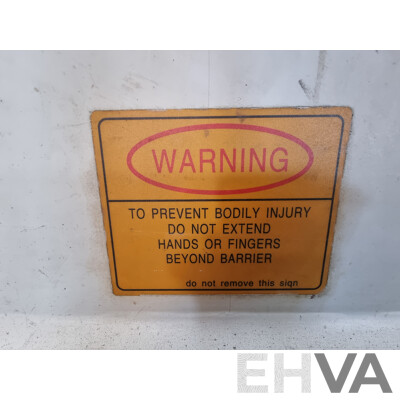 WARNING
TO PREVENT BODILY INJURY
DO NOT EXTEND
HANDS OR FINGERS
BEYOND BARRIER
do not remove this sign
EHVA